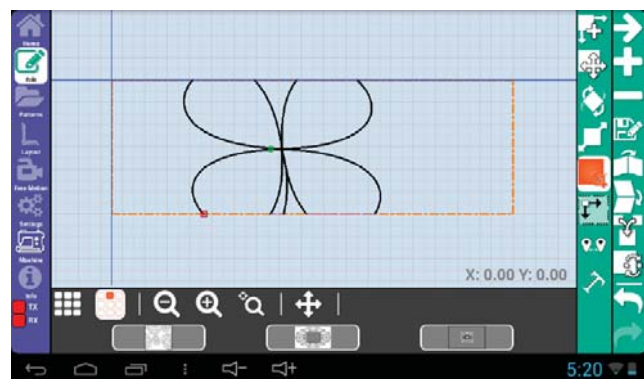 Home
Edit
Patterns
Layout
Free Motion
Settings
Machine
Info
TX
RX
X: 0.00 Y: 0.00
5:20